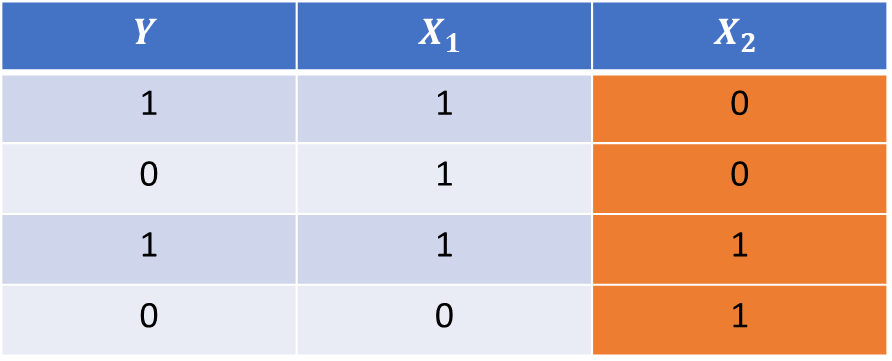 Y X₁ X₂
1 1 0
0 1 0
1 1 1
0 0 1